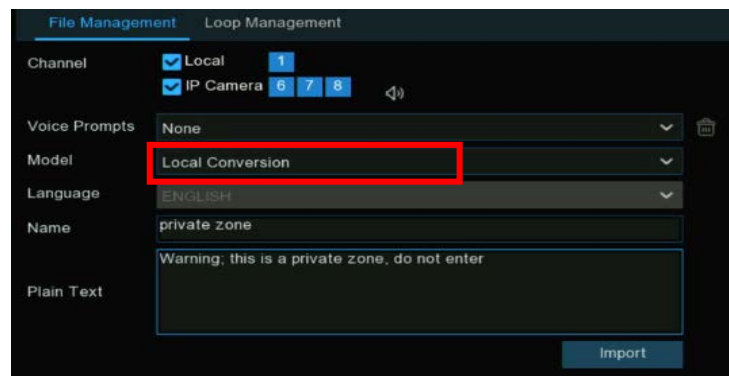 File Management Loop Management
Channel Local 1
IP Camera 6 7 8
Voice Prompts None
Model Local Conversion
Language ENGLISH
Name private zone
Warning; this is a private zone, do not enter
Plain Text
Import